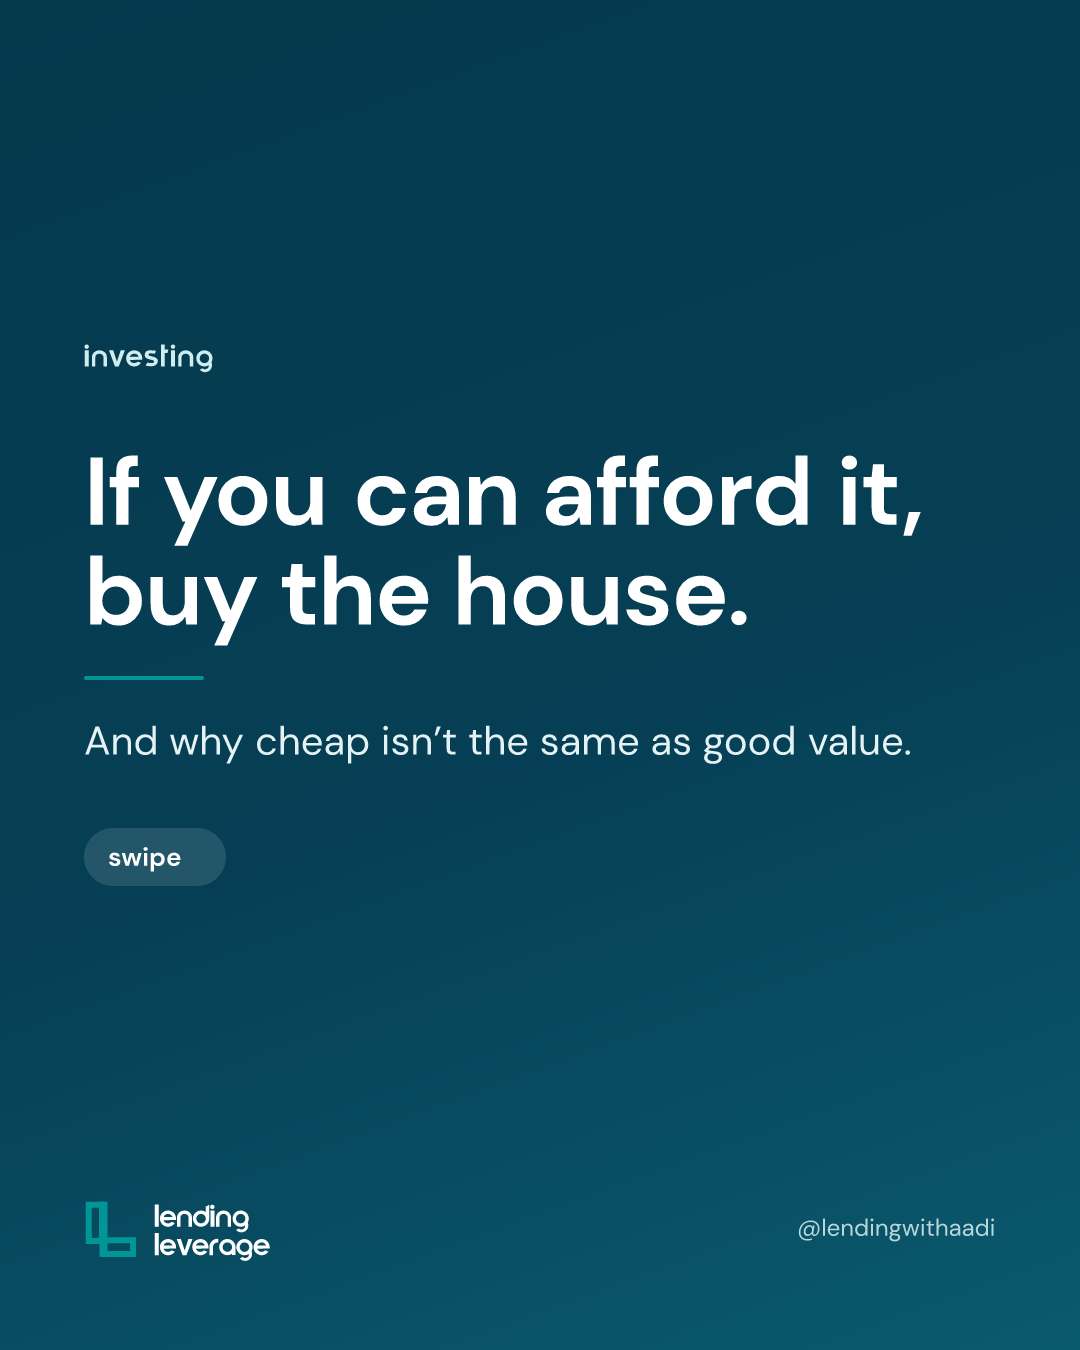 investing
If you can afford it,
buy the house.
And why cheap isn’t the same as good value.
swipe
lending
leverage
@lendingwithaadi